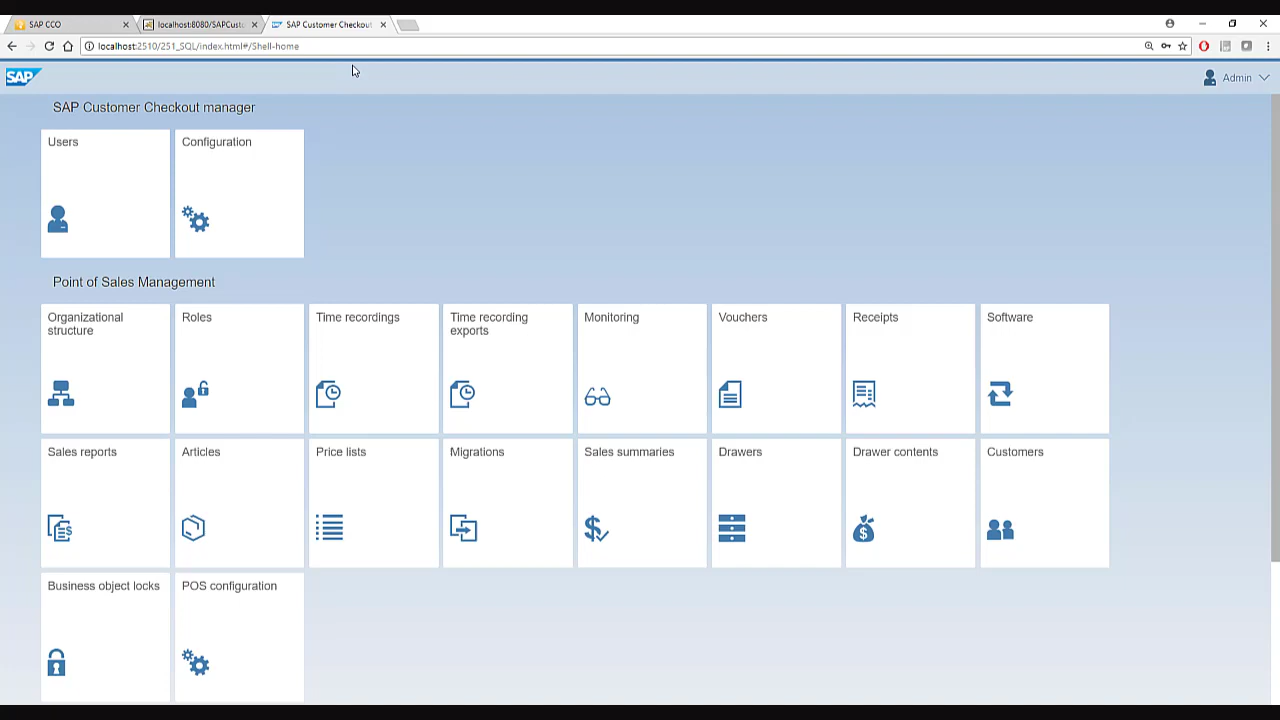 SAP CCO
localhost:8080/SAPCusto
SAP Customer Checkout
localhost:2510/251_SQL/index.html#/Shell-home
SAP
Admin
SAP Customer Checkout manager
Users
Configuration
Point of Sales Management
Organizational
structure
Roles
Time recordings
Time recording
exports
Monitoring
Vouchers
Receipts
Software
Sales reports
Articles
Price lists
Migrations
Sales summaries
Drawers
Drawer contents
Customers
Business object locks
POS configuration